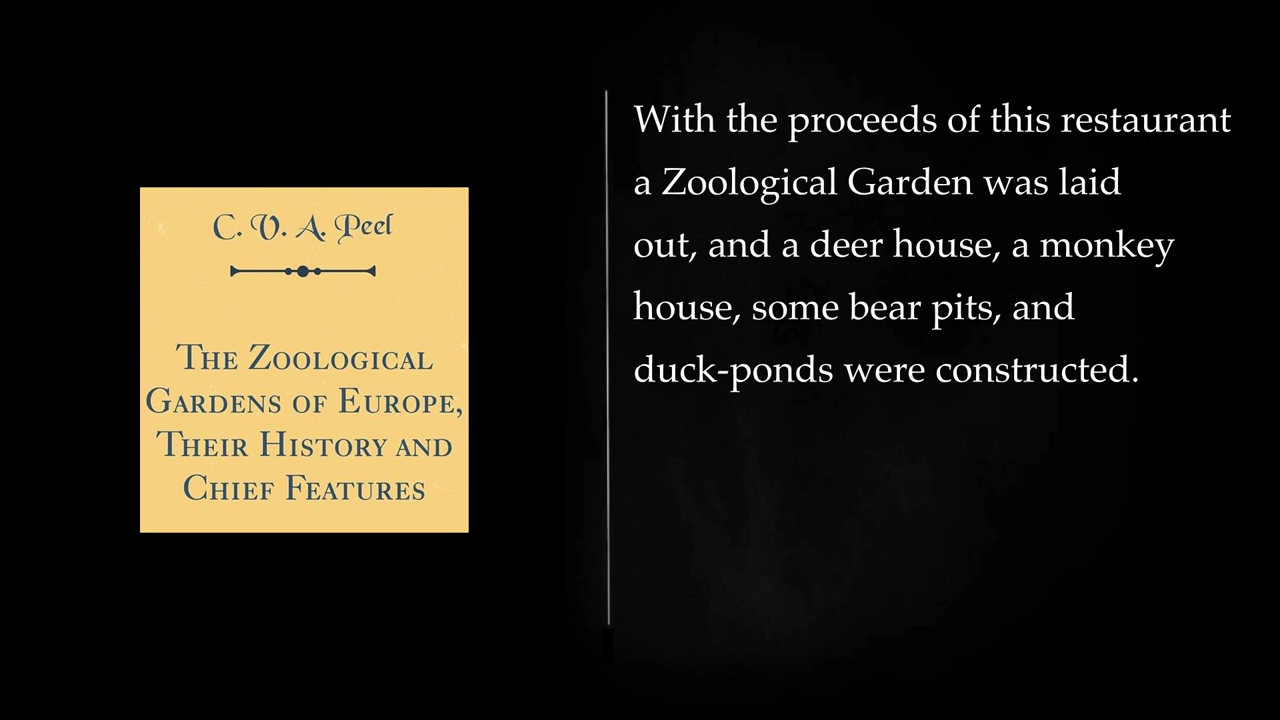 C. V. A. Peel
The Zoological
Gardens of Europe,
Their History and
Chief Features
With the proceeds of this restaurant
a Zoological Garden was laid
out, and a deer house, a monkey
house, some bear pits, and
duck-ponds were constructed.